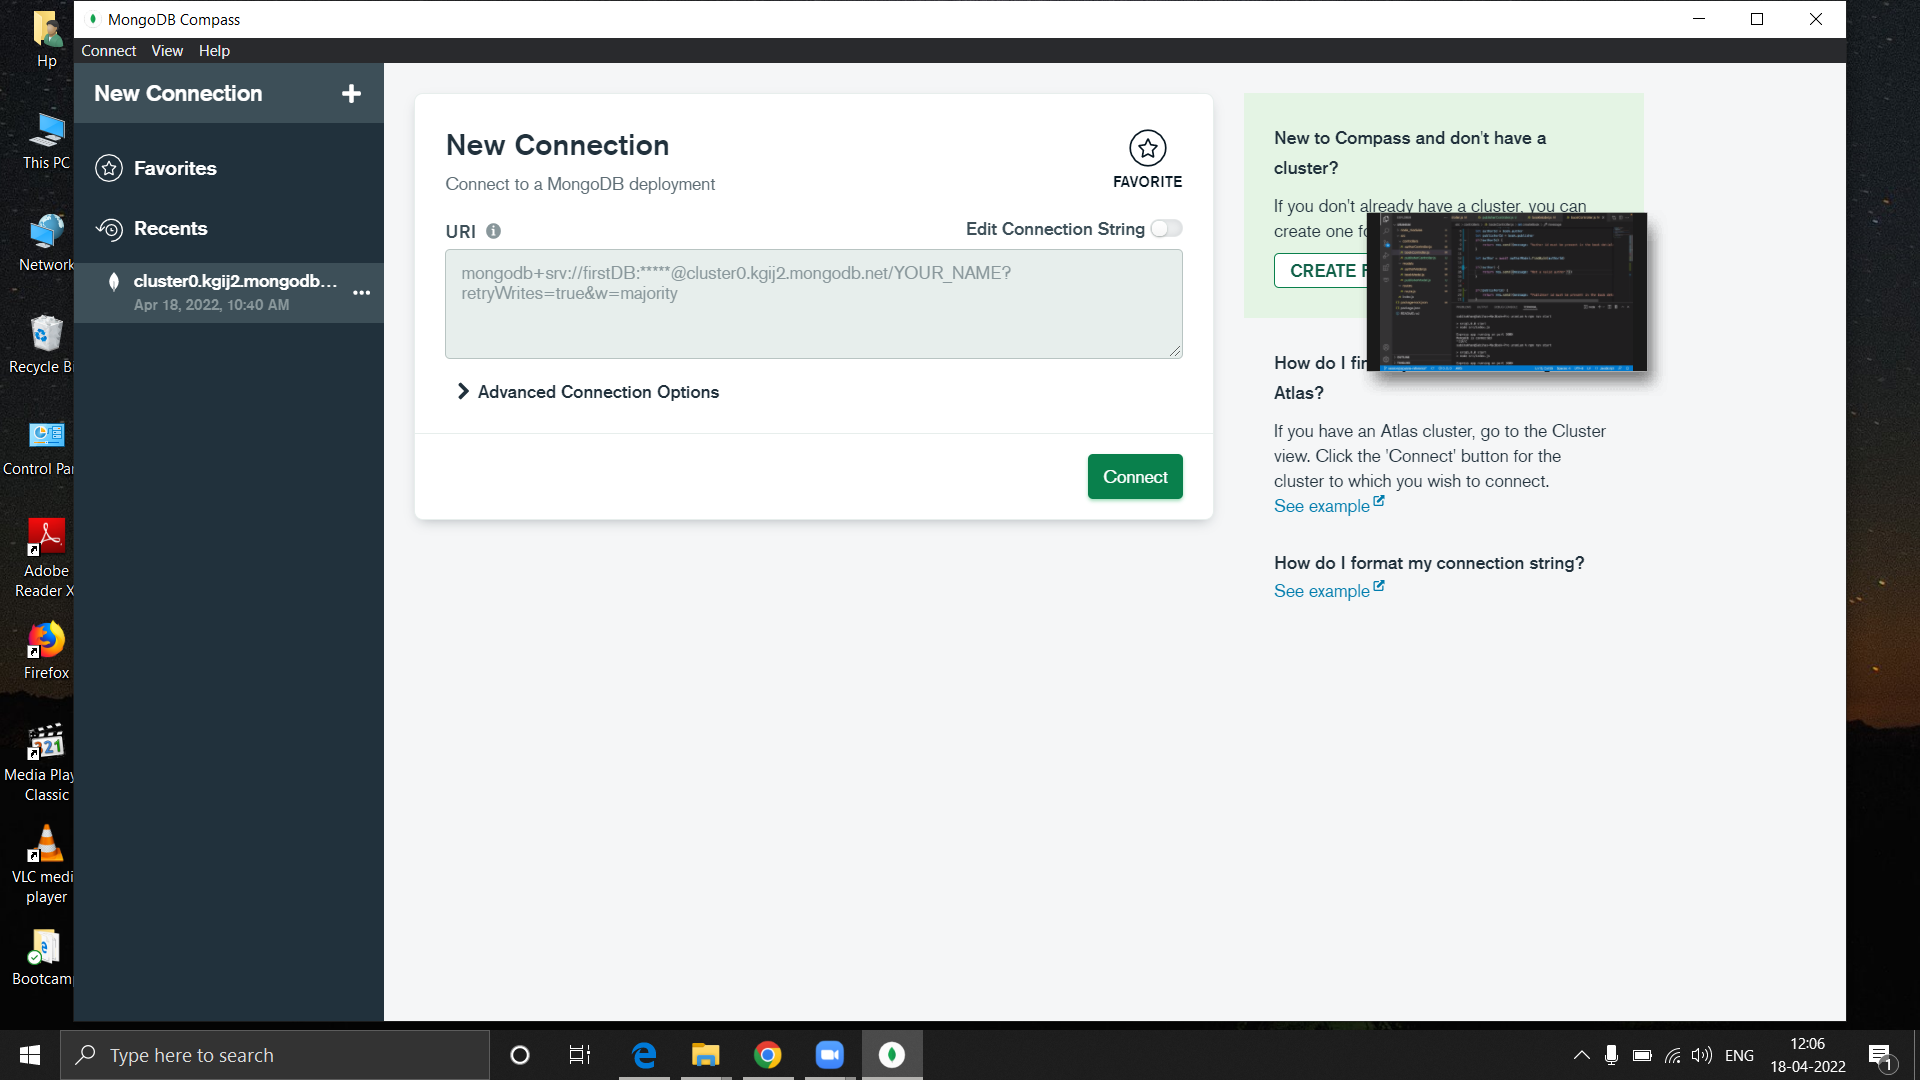 MongoDB Compass
Connect View Help
Hp
This PC
Network
Recycle B
Control Pa
Adobe
Reader X
Firefox
Media Play
Classic
VLC medi
player
Bootcam
New Connection
Favorites
Recents
cluster0.kgij2.mongodb...
Apr 18, 2022, 10:40 AM
New Connection
Connect to a MongoDB deployment
FAVORITE
URI
Edit Connection String
mongodb+srv://firstDB:*****@cluster0.kgij2.mongodb.net/YOUR_NAME?
retryWrites=true&w=majority
Advanced Connection Options
Connect
New to Compass and don't have a
cluster?
If you don't already have a cluster, you can
create one fo
CREATE F
How do I fin
Atlas?
If you have an Atlas cluster, go to the Cluster
view. Click the 'Connect' button for the
cluster to which you wish to connect.
See example
How do I format my connection string?
See example
Type here to search
ENG
12:06
18-04-2022
1